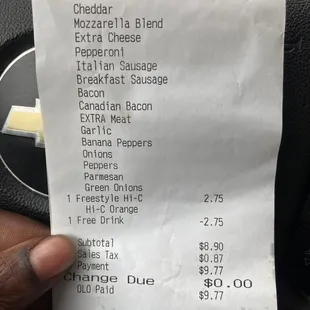 Cheddar
Mozzarella Blend
Extra Cheese
Pepperoni
Italian Sausage
Breakfast Sausage
Bacon
Canadian Bacon
EXTRA Meat
Garlic
Banana Peppers
Onions
Peppers
Parmesan
Green Onions
1 Freestyle Hi-C 2.75
Hi-C Orange
1 Free Drink -2.75
Subtotal $8.90
Sales Tax $0.87
Payment $9.77
Change Due $0.00
OLO Paid $9.77